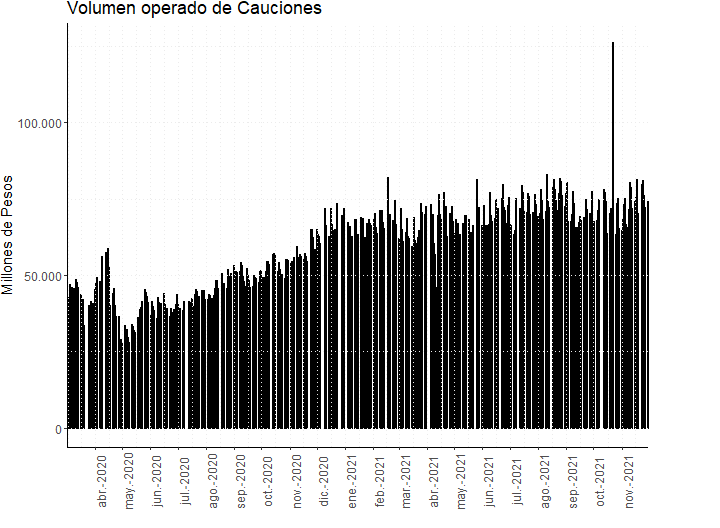 Volumen operado de Cauciones
Millones de Pesos
100.000
50.000
0
abr.-2020
may.-2020
jun.-2020
jul.-2020
ago.-2020
sep.-2020
oct.-2020
nov.-2020
dic.-2020
ene.-2021
feb.-2021
mar.-2021
abr.-2021
may.-2021
jun.-2021
jul.-2021
ago.-2021
sep.-2021
oct.-2021
nov.-2021